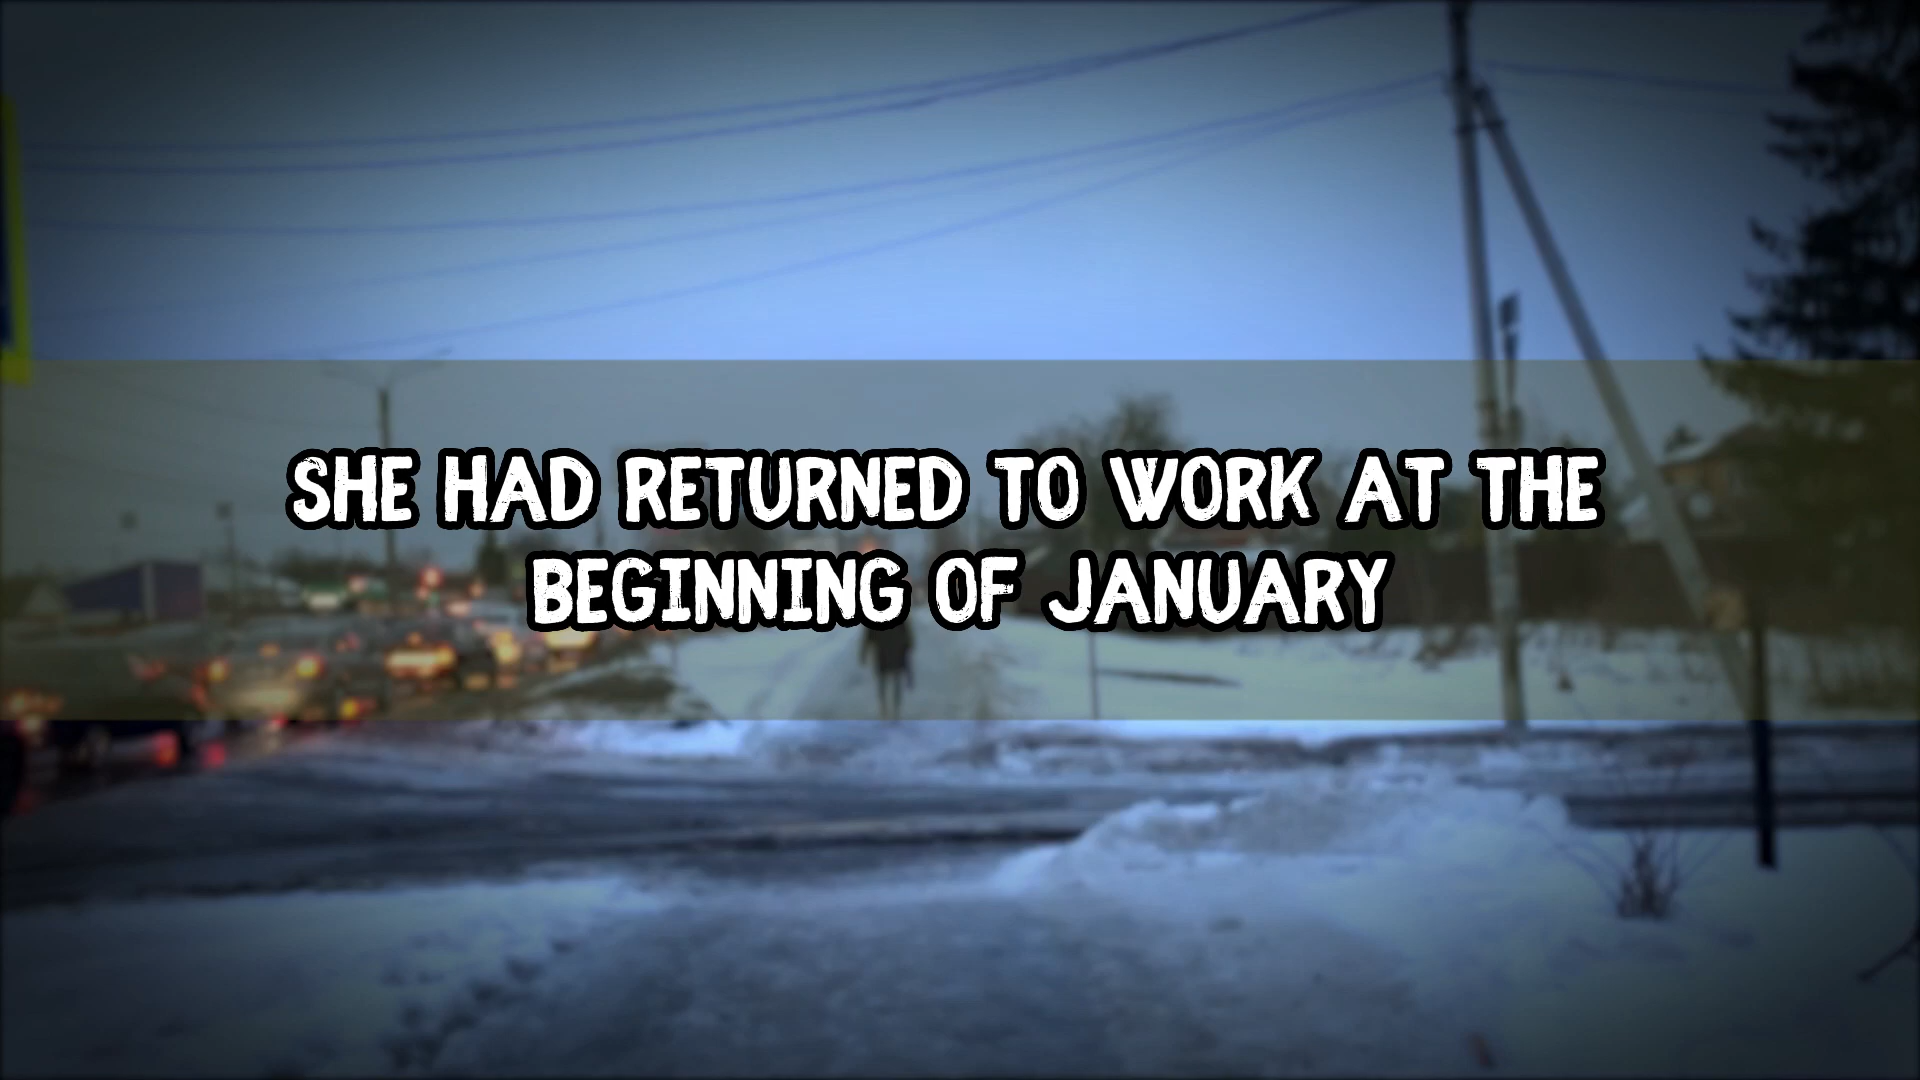 SHE HAD RETURNED TO WORK AT THE
BEGINNING OF JANUARY